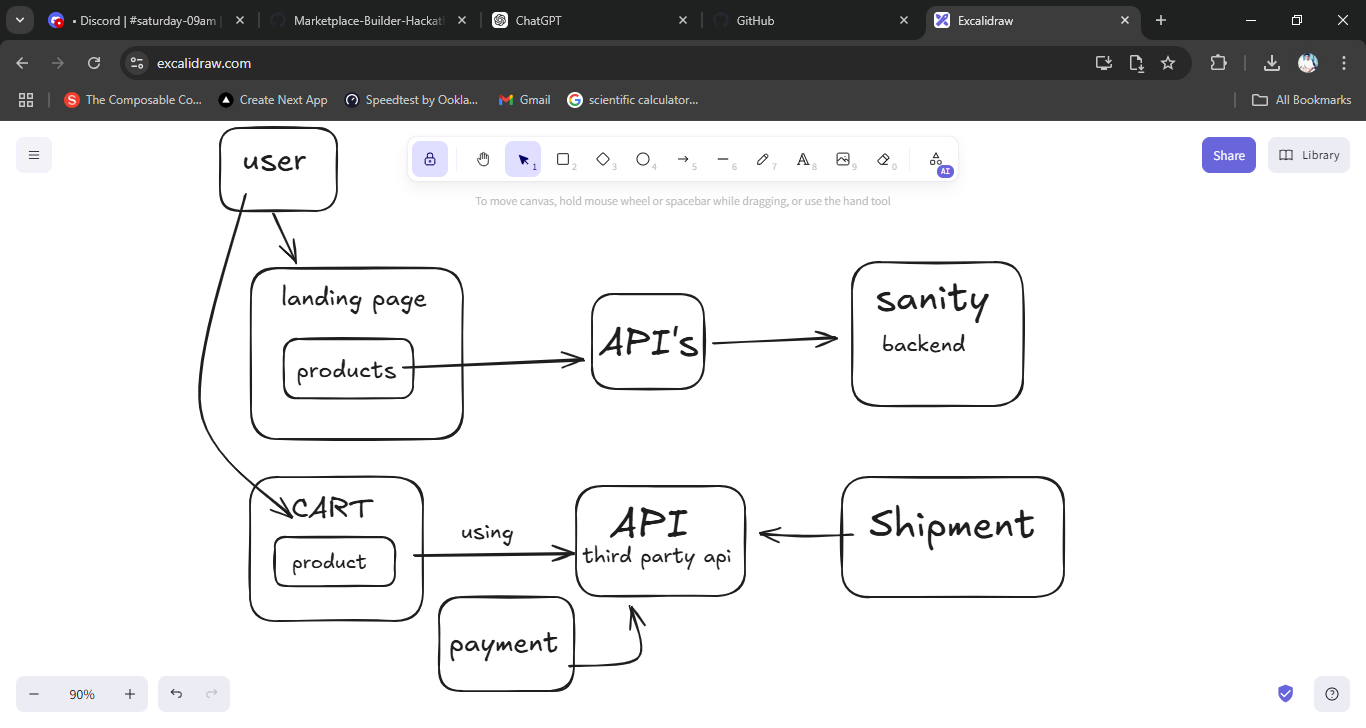 • Discord | #saturday-09am
Marketplace-Builder-Hackat
ChatGPT
GitHub
Excalidraw
excalidraw.com
The Composable Co...
Create Next App
Speedtest by Ookla...
Gmail
scientific calculator...
All Bookmarks
1
2
3
4
5
6
7
8
9
0
AI
Share
Library
To move canvas, hold mouse wheel or spacebar while dragging, or use the hand tool
user
landing page
products
API's
sanity
backend
CART
product
using
API
third party api
Shipment
payment
90%